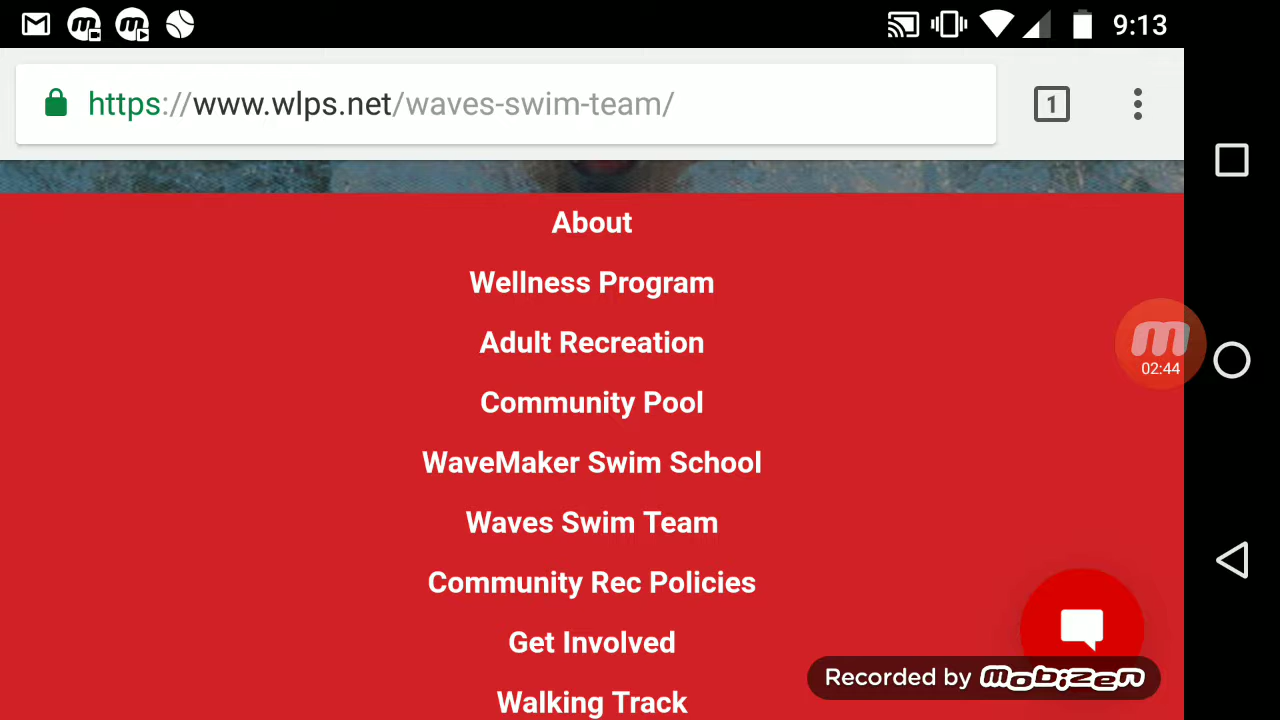 9:13
https://www.wlps.net/waves-swim-team/
1
About
Wellness Program
Adult Recreation
Community Pool
02:44
WaveMaker Swim School
Waves Swim Team
Community Rec Policies
Get Involved
Recorded by mobizen
Walking Track